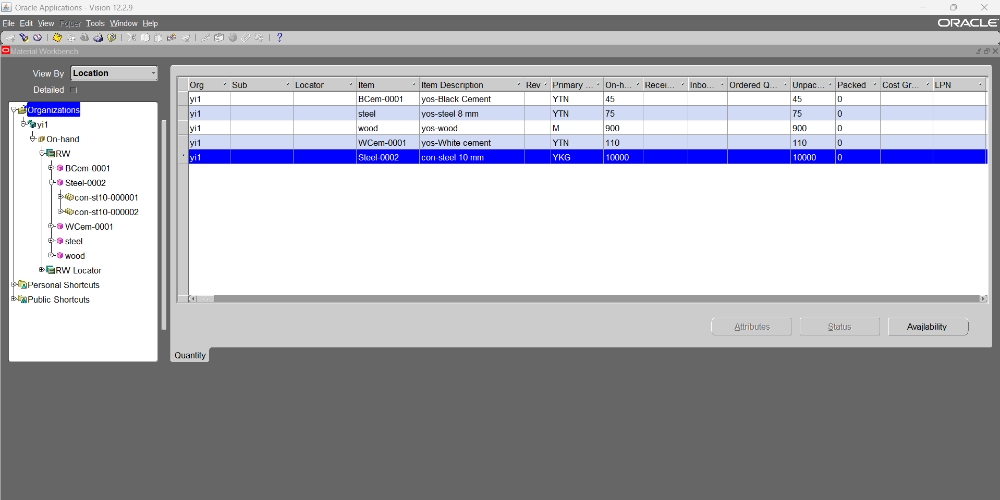 Oracle Applications - Vision 12.2.9
File Edit View Folder Tools Window Help
ORACLE
Material Workbench
View By Location
Detailed
Organizations
yi1
On-hand
RW
BCem-0001
Steel-0002
con-st10-000001
con-st10-000002
WCem-0001
steel
wood
RW Locator
Personal Shortcuts
Public Shortcuts
Org Sub Locator Item Item Description Rev Primary ... On-h... Recei... Inbo... Ordered Q... Unpac... Packed Cost Gr... LPN
yi1 BCem-0001 yos-Black Cement YTN 45 45 0
yi1 steel yos-steel 8 mm YTN 75 75 0
yi1 wood yos-wood M 900 900 0
yi1 WCem-0001 yos-White cement YTN 110 110 0
yi1 Steel-0002 con-steel 10 mm YKG 10000 10000 0
Attributes Status Availability
Quantity